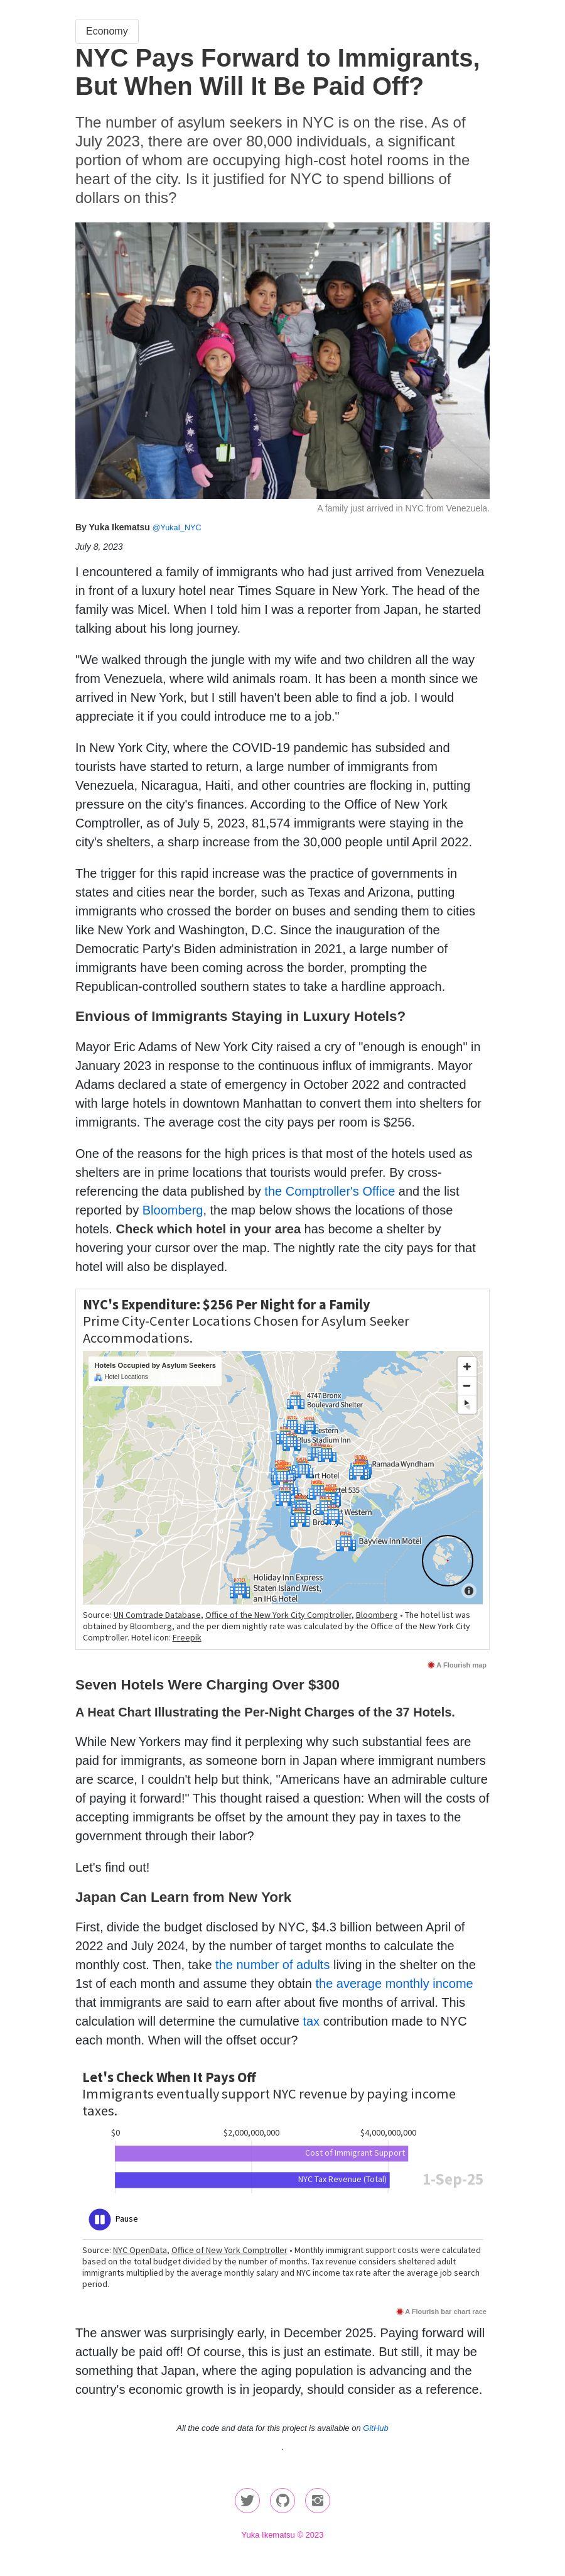 Economy
NYC Pays Forward to Immigrants,
But When Will It Be Paid Off?
The number of asylum seekers in NYC is on the rise. As of
July 2023, there are over 80,000 individuals, a significant
portion of whom are occupying high-cost hotel rooms in the
heart of the city. Is it justified for NYC to spend billions of
dollars on this?
A family just arrived in NYC from Venezuela.
By Yuka Ikematsu @YukaI_NYC
July 8, 2023
I encountered a family of immigrants who had just arrived from Venezuela
in front of a luxury hotel near Times Square in New York. The head of the
family was Micel. When I told him I was a reporter from Japan, he started
talking about his long journey.
"We walked through the jungle with my wife and two children all the way
from Venezuela, where wild animals roam. It has been a month since we
arrived in New York, but I still haven't been able to find a job. I would
appreciate it if you could introduce me to a job."
In New York City, where the COVID-19 pandemic has subsided and
tourists have started to return, a large number of immigrants from
Venezuela, Nicaragua, Haiti, and other countries are flocking in, putting
pressure on the city's finances. According to the Office of New York
Comptroller, as of July 5, 2023, 81,574 immigrants were staying in the
city's shelters, a sharp increase from the 30,000 people until April 2022.
The trigger for this rapid increase was the practice of governments in
states and cities near the border, such as Texas and Arizona, putting
immigrants who crossed the border on buses and sending them to cities
like New York and Washington, D.C. Since the inauguration of the
Democratic Party's Biden administration in 2021, a large number of
immigrants have been coming across the border, prompting the
Republican-controlled southern states to take a hardline approach.
Envious of Immigrants Staying in Luxury Hotels?
Mayor Eric Adams of New York City raised a cry of "enough is enough" in
January 2023 in response to the continuous influx of immigrants. Mayor
Adams declared a state of emergency in October 2022 and contracted
with large hotels in downtown Manhattan to convert them into shelters for
immigrants. The average cost the city pays per room is $256.
One of the reasons for the high prices is that most of the hotels used as
shelters are in prime locations that tourists would prefer. By cross-
referencing the data published by the Comptroller's Office and the list
reported by Bloomberg, the map below shows the locations of those
hotels. Check which hotel in your area has become a shelter by
hovering your cursor over the map. The nightly rate the city pays for that
hotel will also be displayed.
NYC's Expenditure: $256 Per Night for a Family
Prime City-Center Locations Chosen for Asylum Seeker
Accommodations.
Hotels Occupied by Asylum Seekers
Hotel Locations
4747 Bronx
Boulevard Shelter
Stadium Inn
Ramada Wyndham
Hotel
Western
Bayview Inn Motel
Holiday Inn Express
Staten Island West,
an IHG Hotel
Source: UN Comtrade Database, Office of the New York City Comptroller, Bloomberg • The hotel list was
obtained by Bloomberg, and the per diem nightly rate was calculated by the Office of the New York City
Comptroller. Hotel icon: Freepik
A Flourish map
Seven Hotels Were Charging Over $300
A Heat Chart Illustrating the Per-Night Charges of the 37 Hotels.
While New Yorkers may find it perplexing why such substantial fees are
paid for immigrants, as someone born in Japan where immigrant numbers
are scarce, I couldn't help but think, "Americans have an admirable culture
of paying it forward!" This thought raised a question: When will the costs of
accepting immigrants be offset by the amount they pay in taxes to the
government through their labor?
Let's find out!
Japan Can Learn from New York
First, divide the budget disclosed by NYC, $4.3 billion between April of
2022 and July 2024, by the number of target months to calculate the
monthly cost. Then, take the number of adults living in the shelter on the
1st of each month and assume they obtain the average monthly income
that immigrants are said to earn after about five months of arrival. This
calculation will determine the cumulative tax contribution made to NYC
each month. When will the offset occur?
Let's Check When It Pays Off
Immigrants eventually support NYC revenue by paying income
taxes.
$0 $2,000,000,000 $4,000,000,000
Cost of Immigrant Support
NYC Tax Revenue (Total)
1-Sep-25
Pause
Source: NYC OpenData, Office of New York Comptroller • Monthly immigrant support costs were calculated
based on the total budget divided by the number of months. Tax revenue considers sheltered adult
immigrants multiplied by the average monthly salary and NYC income tax rate after the average job search
period.
A Flourish bar chart race
The answer was surprisingly early, in December 2025. Paying forward will
actually be paid off! Of course, this is just an estimate. But still, it may be
something that Japan, where the aging population is advancing and the
country's economic growth is in jeopardy, should consider as a reference.
All the code and data for this project is available on GitHub
.
Yuka Ikematsu © 2023